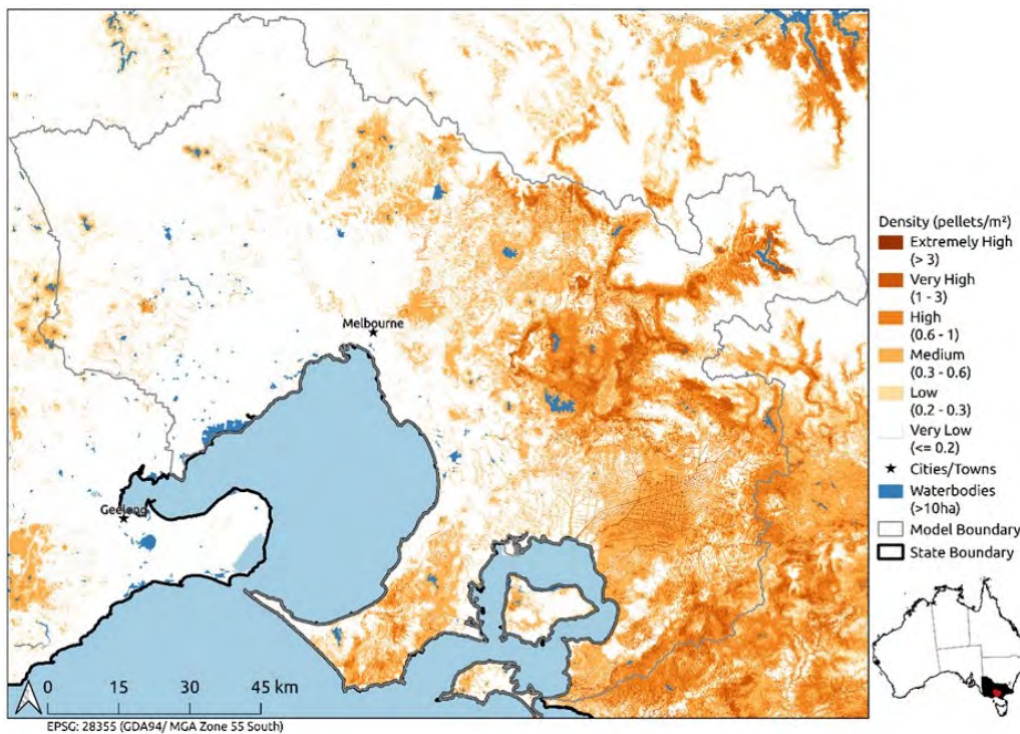 Melbourne
Geelong
0 15 30 45 km
EPSG: 28355 (GDA94/ MGA Zone 55 South)
Density (pellets/m²)
Extremely High
(> 3)
Very High
(1 - 3)
High
(0.6 - 1)
Medium
(0.3 - 0.6)
Low
(0.2 - 0.3)
Very Low
(<= 0.2)
Cities/Towns
Waterbodies
(>10ha)
Model Boundary
State Boundary